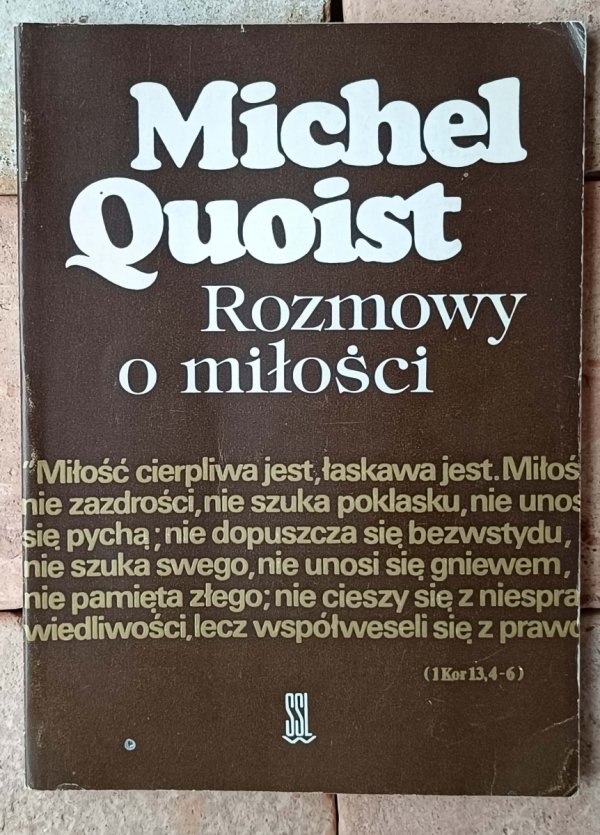 Michel
Quoist
Rozmowy
o miłości
"Miłość cierpliwa jest, łaskawa jest. Miłoś
nie zazdrości, nie szuka poklasku, nie unos
się pychą; nie dopuszcza się bezwstydu,
nie szuka swego, nie unosi się gniewem,
nie pamięta złego; nie cieszy się z niespra
wiedliwości, lecz współweseli się z prawd
(1 Kor 13, 4-6)
SSL